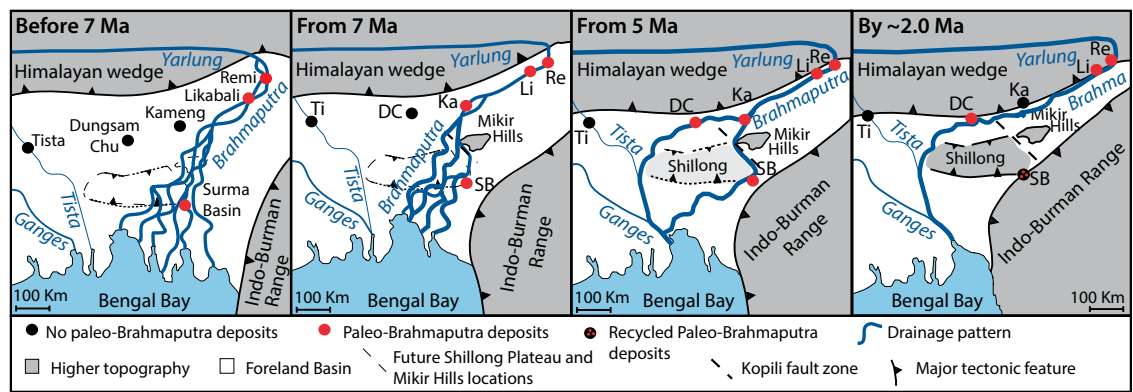 Before 7 Ma
Yarlung
Himalayan wedge
Remi
Likabali
Kameng
Dungsam
Chu
Tista
Brahmaputra
Surma
Basin
Tista
Ganges
Indo-Burman
Range
100 Km
Bengal Bay
From 7 Ma
Yarlung
Himalayan wedge
Re
Li
Ka
DC
Ti
Mikir
Hills
Brahmaputra
SB
Tista
Ganges
Indo-Burman
Range
100 Km
Bengal Bay
From 5 Ma
Yarlung
Himalayan wedge
Re
Li
Ka
DC
Ti
Brahmaputra
Tista
Mikir
Hills
Shillong
SB
Ganges
Indo-Burman
Range
100 Km
Bengal Bay
By ~2.0 Ma
Yarlung
Himalayan wedge
Re
Li
Ka
DC
Ti
Brahma
Mikir
Hills
Tista
Shillong
SB
Ganges
Indo-Burman Range
Bengal Bay
100 Km
No paleo-Brahmaputra deposits
Paleo-Brahmaputra deposits
Recycled Paleo-Brahmaputra
deposits
Drainage pattern
Higher topography
Foreland Basin
Future Shillong Plateau and
Mikir Hills locations
Kopili fault zone
Major tectonic feature